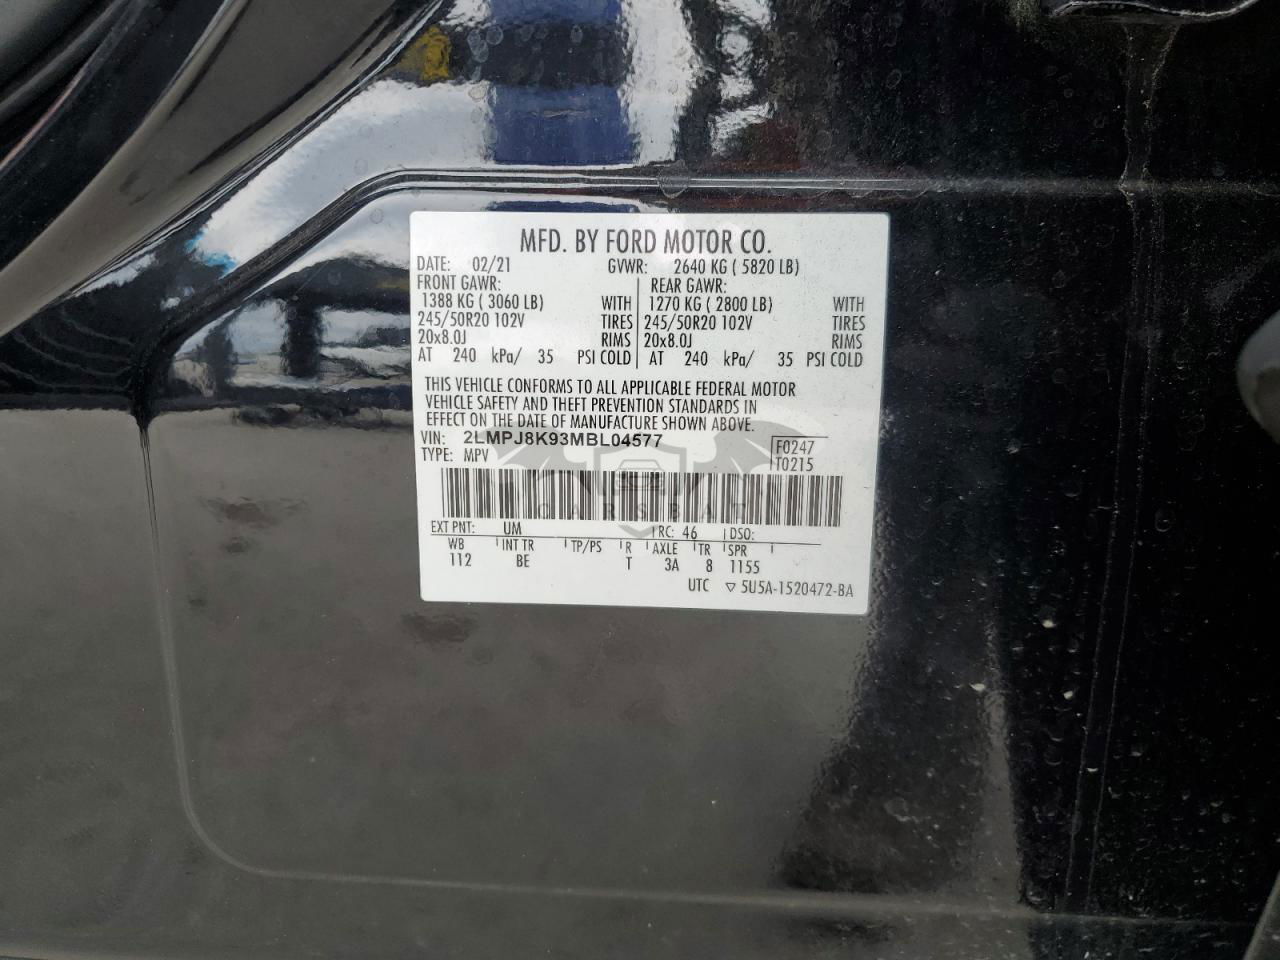 MFD. BY FORD MOTOR CO.
DATE: 02/21 GVWR: 2640 KG ( 5820 LB)
FRONT GAWR: REAR GAWR:
1388 KG ( 3060 LB) WITH 1270 KG ( 2800 LB) WITH
245/50R20 102V TIRES 245/50R20 102V TIRES
20x8.0J RIMS 20x8.0J RIMS
AT 240 kPa/ 35 PSI COLD AT 240 kPa/ 35 PSI COLD
THIS VEHICLE CONFORMS TO ALL APPLICABLE FEDERAL MOTOR
VEHICLE SAFETY AND THEFT PREVENTION STANDARDS IN
EFFECT ON THE DATE OF MANUFACTURE SHOWN ABOVE.
VIN: 2LMPJ8K93MBL04577 F0247
TYPE: MPV T0215
CARSBAT
EXT PNT: UM RC: 46 DSO:
WB INT TR TP/PS R AXLE TR SPR
112 BE T 3A 8 1155
UTC ▽ 5U5A-1520472-BA